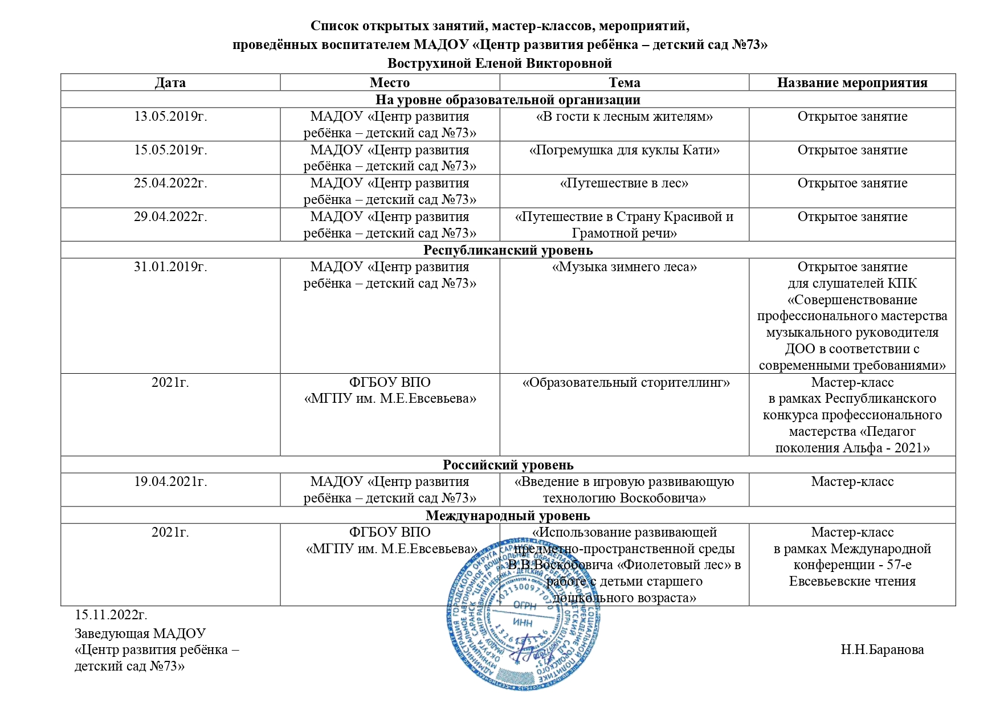 Список открытых занятий, мастер-классов, мероприятий,
проведённых воспитателем МАДОУ «Центр развития ребёнка – детский сад №73»
Вострухиной Еленой Викторовной
Дата Место Тема Название мероприятия
На уровне образовательной организации
13.05.2019г. МАДОУ «Центр развития «В гости к лесным жителям» Открытое занятие
ребёнка – детский сад №73»
15.05.2019г. МАДОУ «Центр развития «Погремушка для куклы Кати» Открытое занятие
ребёнка – детский сад №73»
25.04.2022г. МАДОУ «Центр развития «Путешествие в лес» Открытое занятие
ребёнка – детский сад №73»
29.04.2022г. МАДОУ «Центр развития «Путешествие в Страну Красивой и Открытое занятие
ребёнка – детский сад №73» Грамотной речи»
Республиканский уровень
31.01.2019г. МАДОУ «Центр развития «Музыка зимнего леса» Открытое занятие
ребёнка – детский сад №73» для слушателей КПК
«Совершенствование
профессионального мастерства
музыкального руководителя
ДОО в соответствии с
современными требованиями»
2021г. ФГБОУ ВПО «Образовательный сторителлинг» Мастер-класс
«МГПУ им. М.Е.Евсевьева» в рамках Республиканского
конкурса профессионального
мастерства «Педагог
поколения Альфа - 2021»
Российский уровень
19.04.2021г. МАДОУ «Центр развития «Введение в игровую развивающую Мастер-класс
ребёнка – детский сад №73» технологию Воскобовича»
Международный уровень
2021г. ФГБОУ ВПО «Использование развивающей Мастер-класс
«МГПУ им. М.Е.Евсевьева» предметно-пространственной среды в рамках Международной
В.В.Воскобовича «Фиолетовый лес» в конференции - 57-е
работе с детьми старшего Евсевьевские чтения
дошкольного возраста»
1021300977070
ОГРН
ИНН
15.11.2022г.
Заведующая МАДОУ
«Центр развития ребёнка – Н.Н.Баранова
детский сад №73»